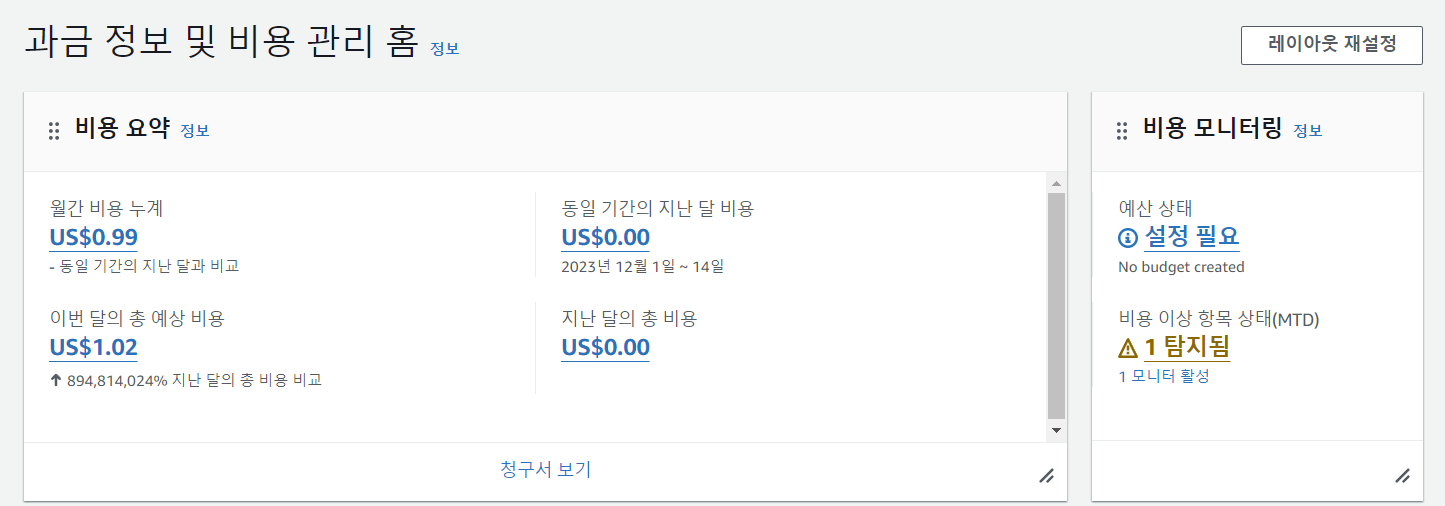 과금 정보 및 비용 관리 홈 정보
레이아웃 재설정
비용 요약 정보
월간 비용 누계
US$0.99
- 동일 기간의 지난 달과 비교
동일 기간의 지난 달 비용
US$0.00
2023년 12월 1일 ~ 14일
이번 달의 총 예상 비용
US$1.02
↑ 894,814,024% 지난 달의 총 비용 비교
지난 달의 총 비용
US$0.00
청구서 보기
비용 모니터링 정보
예산 상태
설정 필요
No budget created
비용 이상 항목 상태(MTD)
1 탐지됨
1 모니터 활성